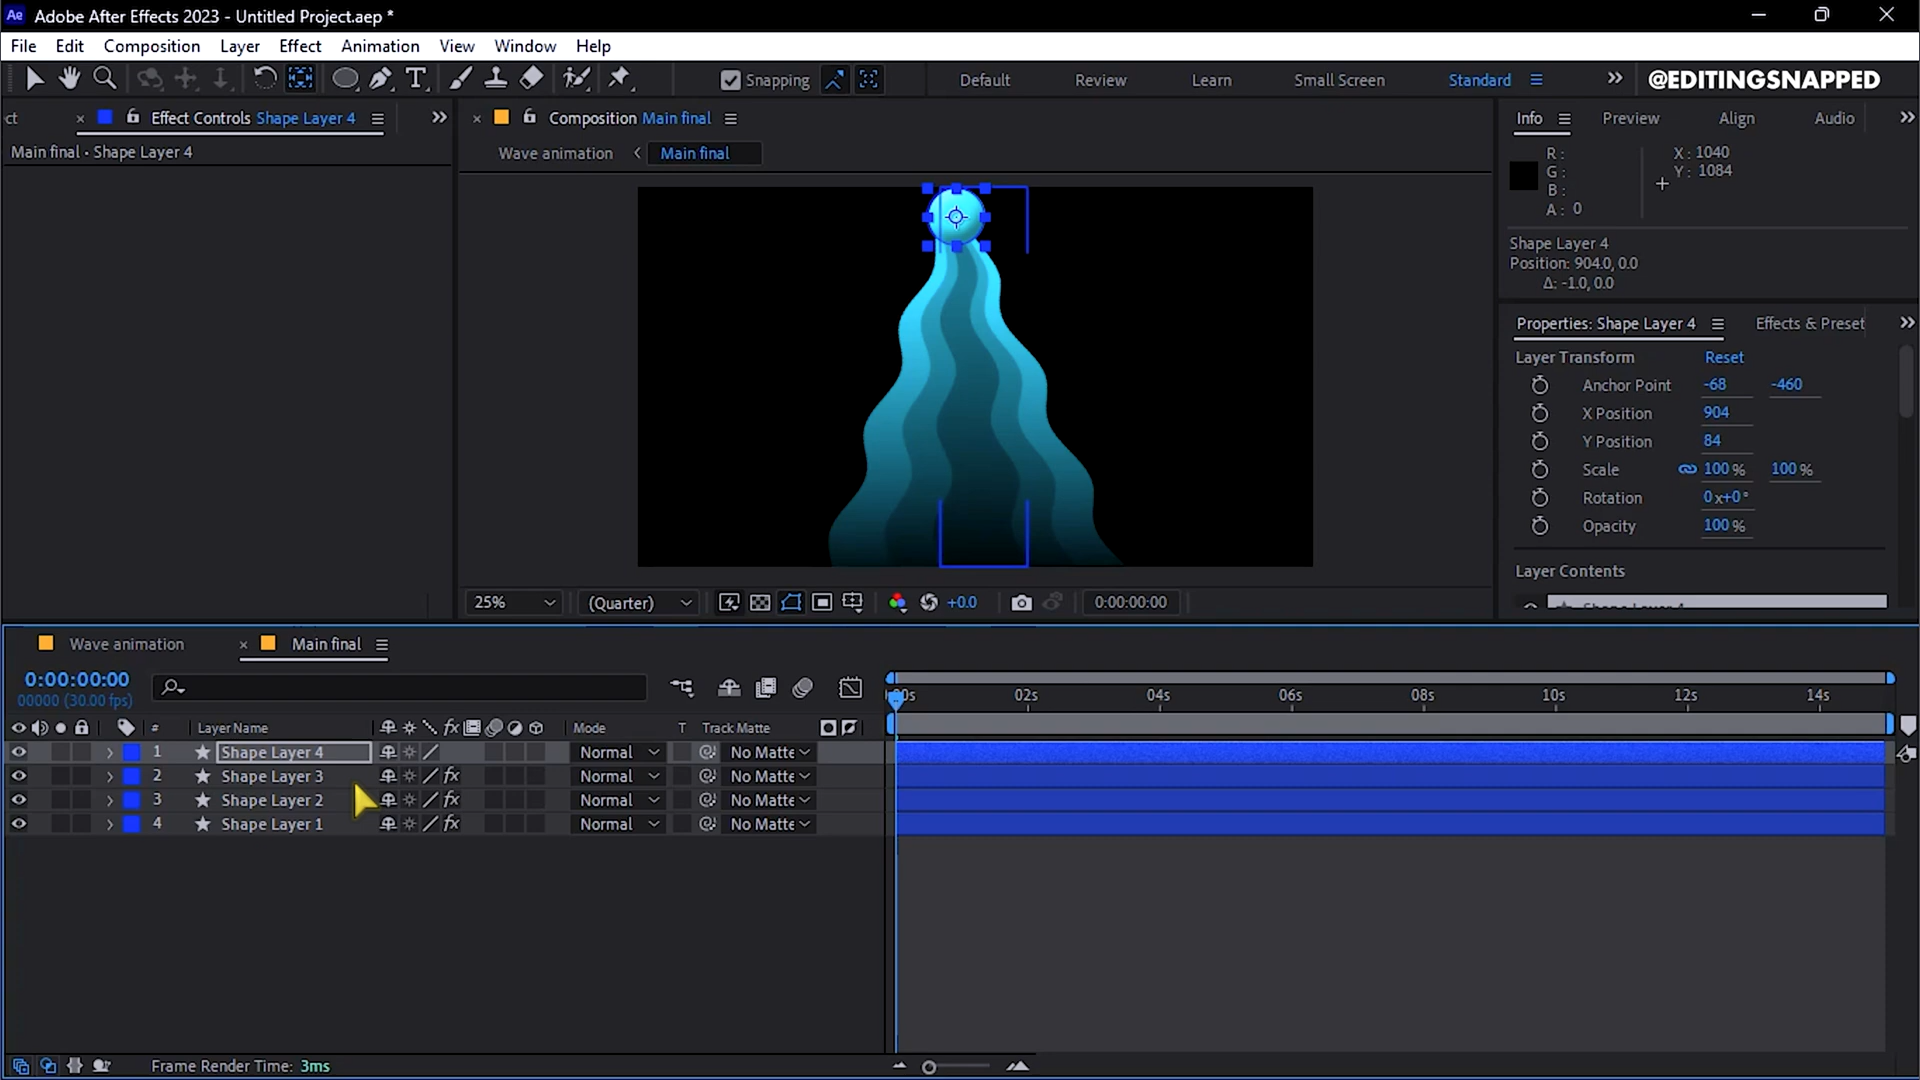 Ae Adobe After Effects 2023 - Untitled Project.aep *
File Edit Composition Layer Effect Animation View Window Help
T Snapping Default Review Learn Small Screen Standard @EDITINGSNAPPED
ct × Effect Controls Shape Layer 4 × Composition Main final Info Preview Align Audio
Main final • Shape Layer 4 Wave animation Main final
R : X : 1040
G : Y : 1084
B :
A : 0
Shape Layer 4
Position: 904.0, 0.0
Δ: -1.0, 0.0
Properties: Shape Layer 4 Effects & Preset
Layer Transform Reset
Anchor Point -68 -460
X Position 904
Y Position 84
Scale 100 % 100 %
Rotation 0x+0°
Opacity 100 %
Layer Contents
25% (Quarter) +0.0 0:00:00:00
Wave animation × Main final
0:00:00:00
00000 (30.00 fps)
00s 02s 04s 06s 08s 10s 12s 14s
# Layer Name fx Mode T Track Matte
1 Shape Layer 4 Normal No Matte
2 Shape Layer 3 fx Normal No Matte
3 Shape Layer 2 fx Normal No Matte
4 Shape Layer 1 fx Normal No Matte
Frame Render Time: 3ms